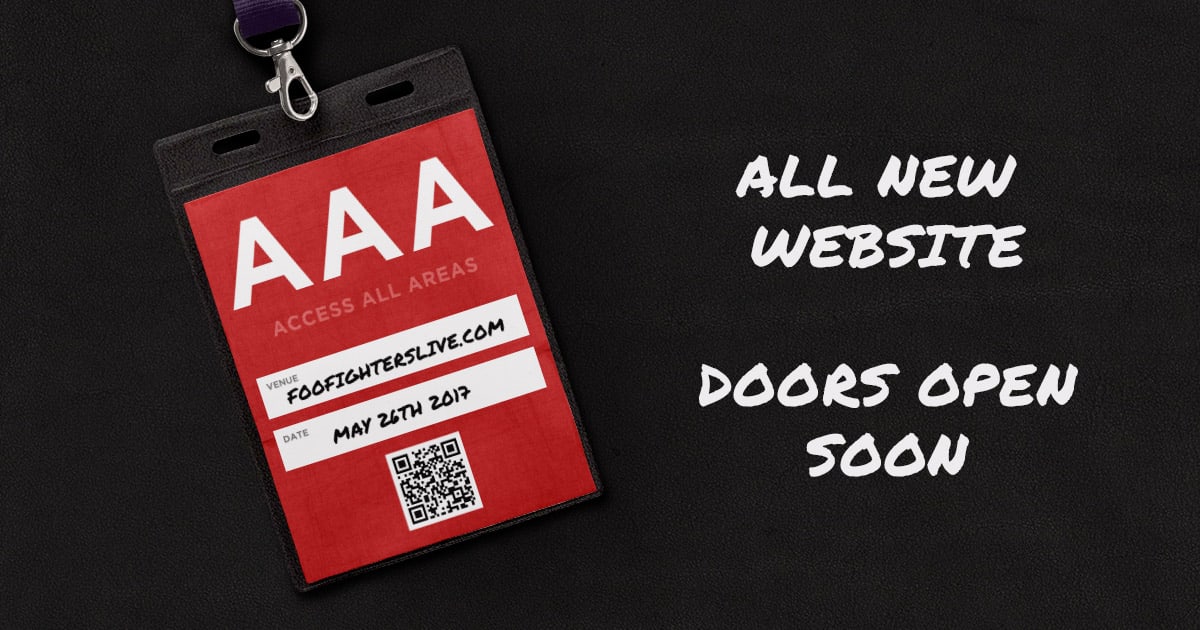 AAA
ACCESS ALL AREAS
VENUE
FOOFIGHTERSLIVE.COM
DATE
MAY 26TH 2017
ALL NEW
WEBSITE
DOORS OPEN
SOON